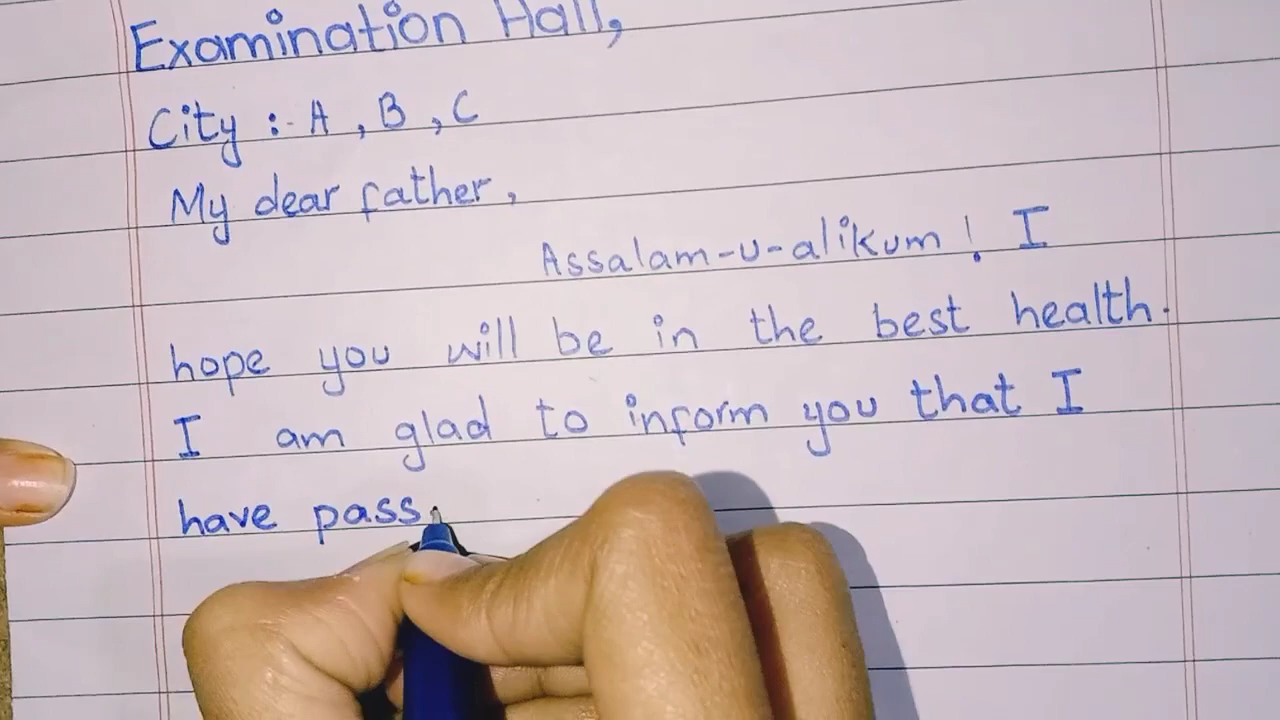 Examination Hall,
City :- A , B , C
My dear father,
Assalam-u-alikum! I
hope you will be in the best health.
I am glad to inform you that I
have pass